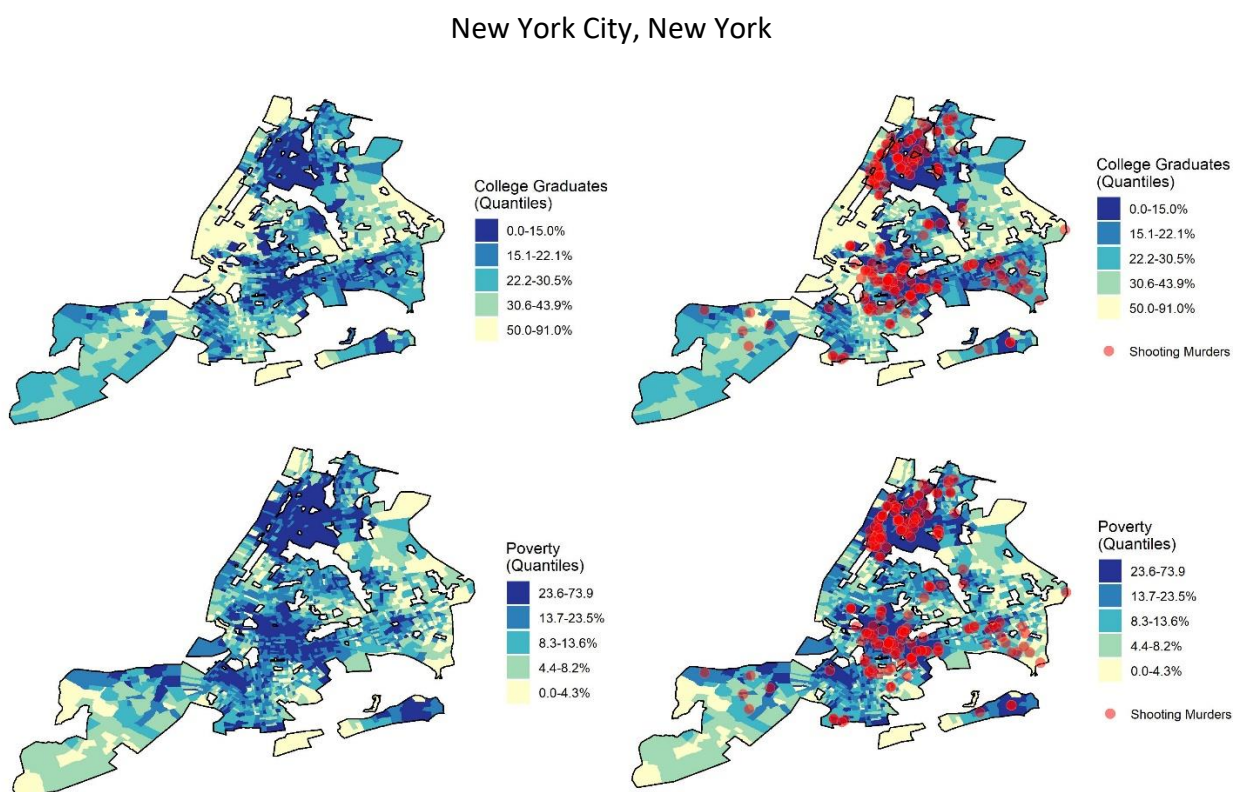 New York City, New York
College Graduates
(Quantiles)
0.0-15.0%
15.1-22.1%
22.2-30.5%
30.6-43.9%
50.0-91.0%
College Graduates
(Quantiles)
0.0-15.0%
15.1-22.1%
22.2-30.5%
30.6-43.9%
50.0-91.0%
Shooting Murders
Poverty
(Quantiles)
23.6-73.9
13.7-23.5%
8.3-13.6%
4.4-8.2%
0.0-4.3%
Poverty
(Quantiles)
23.6-73.9
13.7-23.5%
8.3-13.6%
4.4-8.2%
0.0-4.3%
Shooting Murders